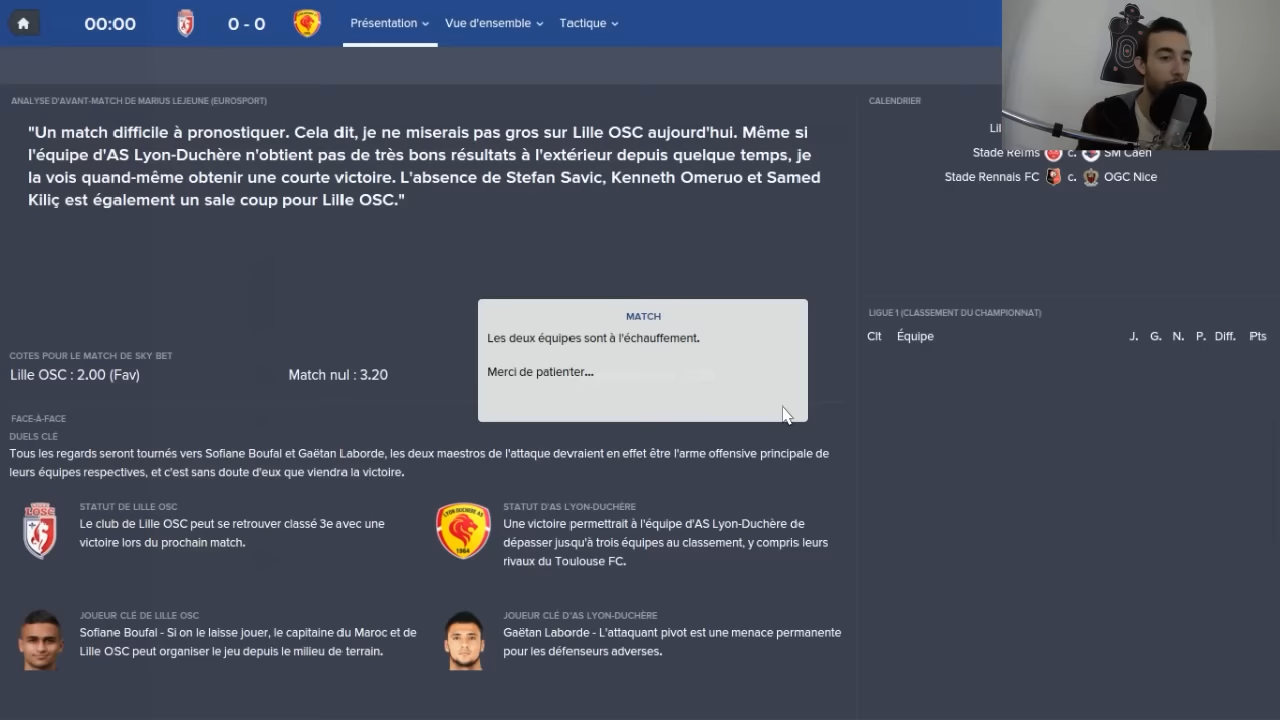 00:00
0 - 0
Présentation
Vue d'ensemble
Tactique
ANALYSE D'AVANT-MATCH DE MARIUS LEJEUNE (EUROSPORT)
"Un match difficile à pronostiquer. Cela dit, je ne miserais pas gros sur Lille OSC aujourd'hui. Même si
l'équipe d'AS Lyon-Duchère n'obtient pas de très bons résultats à l'extérieur depuis quelque temps, je
la vois quand-même obtenir une courte victoire. L'absence de Stefan Savic, Kenneth Omeruo et Samed
Kiliç est également un sale coup pour Lille OSC."
CALENDRIER
Lil
Stade Reims c. SM Caen
Stade Rennais FC c. OGC Nice
MATCH
Les deux équipes sont à l'échauffement.
Merci de patienter...
LIGUE 1 (CLASSEMENT DU CHAMPIONNAT)
Clt Équipe J. G. N. P. Diff. Pts
COTES POUR LE MATCH DE SKY BET
Lille OSC : 2.00 (Fav) Match nul : 3.20
FACE-À-FACE
DUELS CLÉ
Tous les regards seront tournés vers Sofiane Boufal et Gaëtan Laborde, les deux maestros de l'attaque devraient en effet être l'arme offensive principale de
leurs équipes respectives, et c'est sans doute d'eux que viendra la victoire.
LOSC
STATUT DE LILLE OSC
Le club de Lille OSC peut se retrouver classé 3e avec une
victoire lors du prochain match.
LYON DUCHÈRE AS
1964
STATUT D'AS LYON-DUCHÈRE
Une victoire permettrait à l'équipe d'AS Lyon-Duchère de
dépasser jusqu'à trois équipes au classement, y compris leurs
rivaux du Toulouse FC.
JOUEUR CLÉ DE LILLE OSC
Sofiane Boufal - Si on le laisse jouer, le capitaine du Maroc et de
Lille OSC peut organiser le jeu depuis le milieu de terrain.
JOUEUR CLÉ D'AS LYON-DUCHÈRE
Gaëtan Laborde - L'attaquant pivot est une menace permanente
pour les défenseurs adverses.